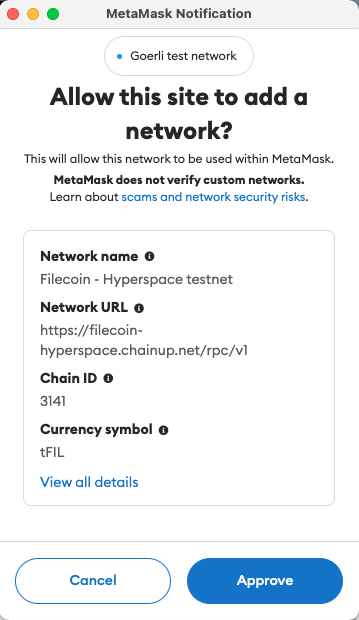 MetaMask Notification
Goerli test network
Allow this site to add a
network?
This will allow this network to be used within MetaMask.
MetaMask does not verify custom networks.
Learn about scams and network security risks.
Network name
Filecoin - Hyperspace testnet
Network URL
https://filecoin-
hyperspace.chainup.net/rpc/v1
Chain ID
3141
Currency symbol
tFIL
View all details
Cancel
Approve